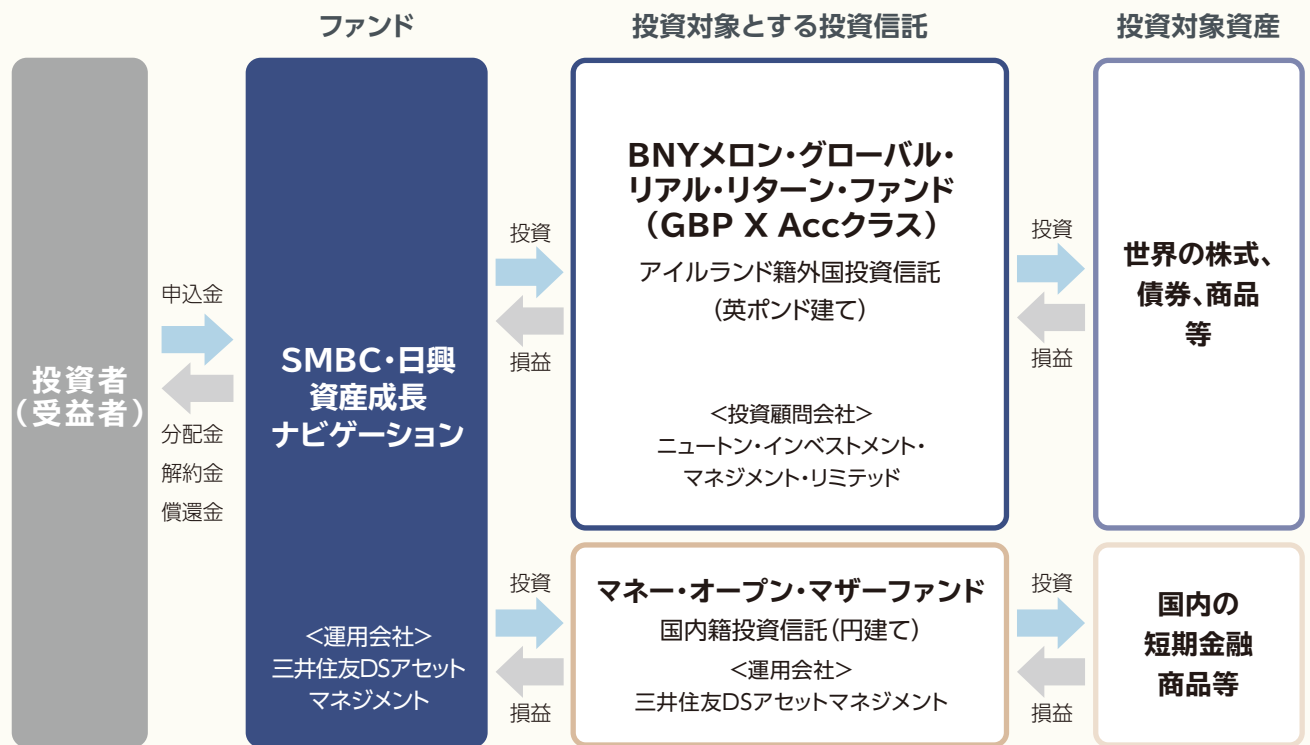 ファンド
投資対象とする投資信託
投資対象資産
投資者
(受益者)
申込金
分配金
解約金
償還金
SMBC・日興
資産成長
ナビゲーション
<運用会社>
三井住友DSアセット
マネジメント
投資
損益
BNYメロン・グローバル・
リアル・リターン・ファンド
(GBP X Accクラス)
アイルランド籍外国投資信託
(英ポンド建て)
<投資顧問会社>
ニュートン・インベストメント・
マネジメント・リミテッド
投資
損益
世界の株式、
債券、商品
等
投資
損益
マネー・オープン・マザーファンド
国内籍投資信託(円建て)
<運用会社>
三井住友DSアセットマネジメント
投資
損益
国内の
短期金融
商品等